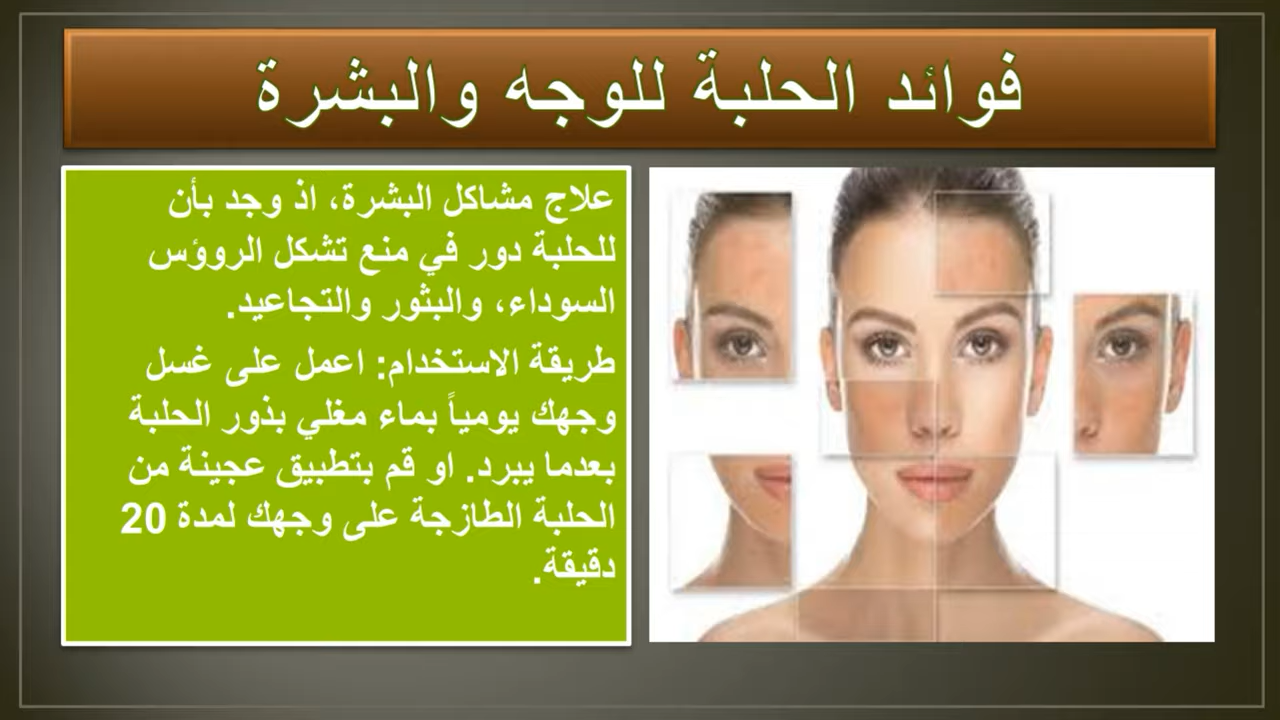 فوائد الحلبة للوجه والبشرة
علاج مشاكل البشرة، اذ وجد بأن
للحلبة دور في منع تشكل الرووس
السوداء، والبثور والتجاعيد.
طريقة الاستخدام: اعمل على غسل
وجهك يومياً بماء مغلي بذور الحلبة
بعدما يبرد. او قم بتطبيق عجينة من
الحلبة الطازجة على وجهك لمدة 20
دقيقة.